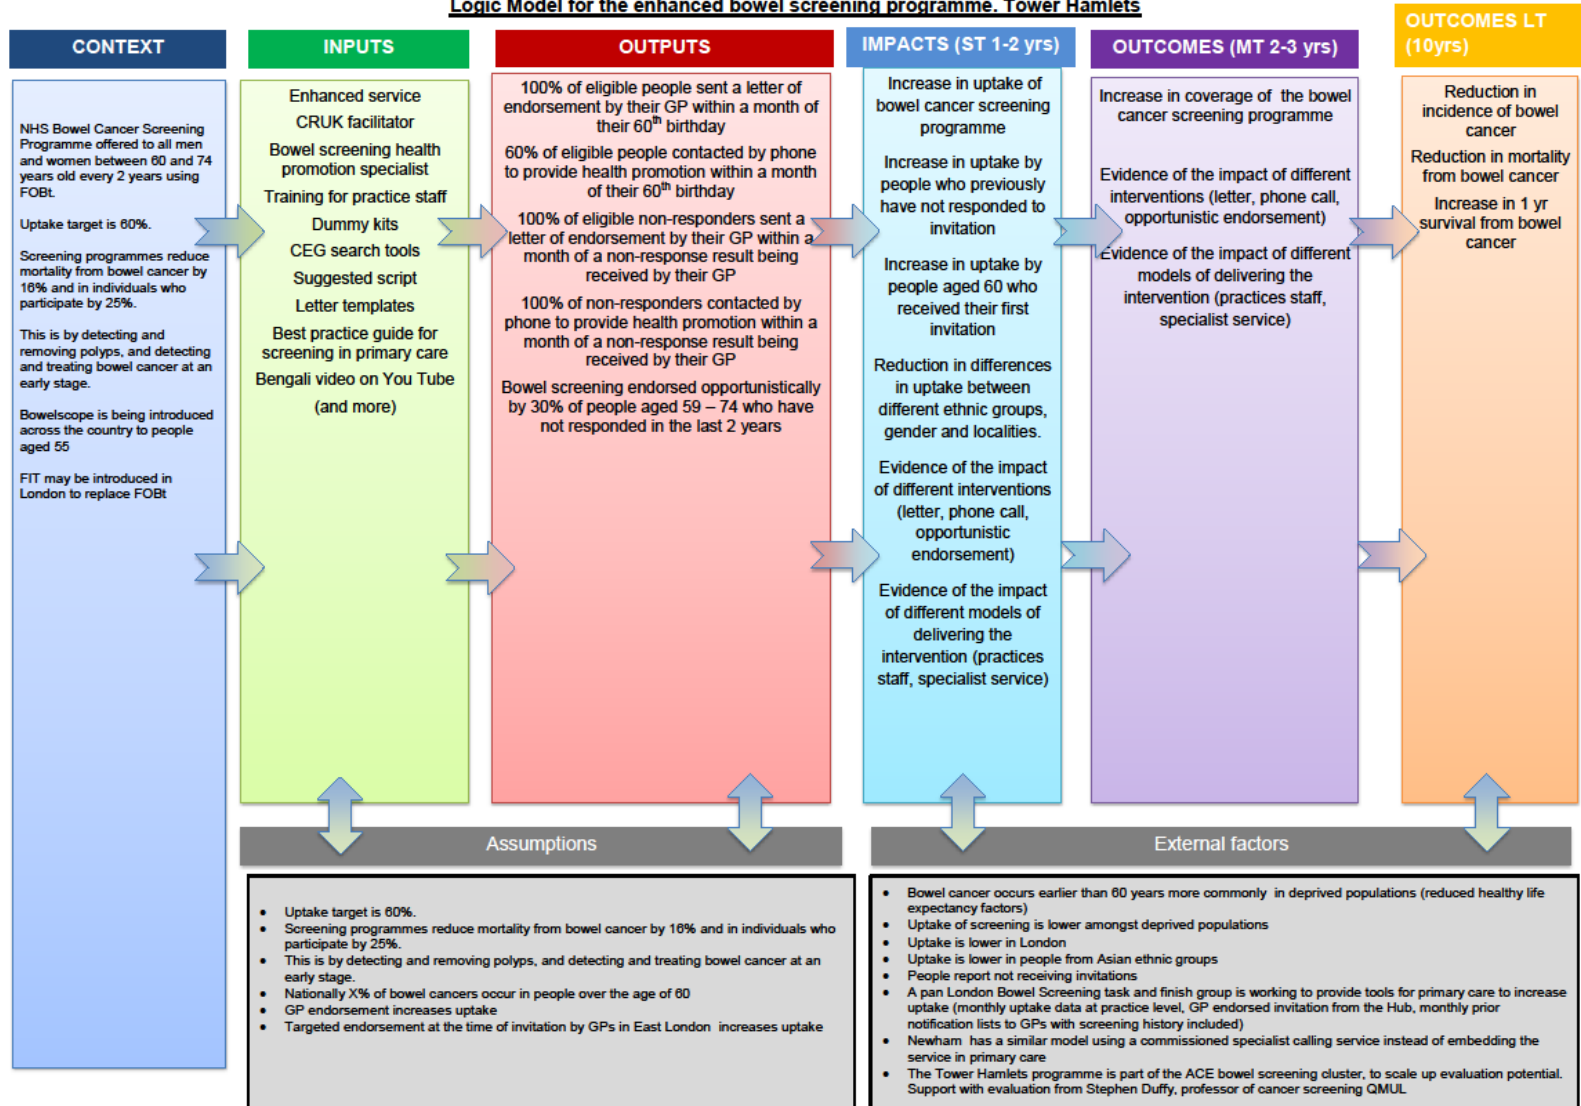 Logic Model for the enhanced bowel screening programme. Tower Hamlets
CONTEXT
NHS Bowel Cancer Screening
Programme offered to all men
and women between 60 and 74
years old every 2 years using
FOBt.
Uptake target is 60%.
Screening programmes reduce
mortality from bowel cancer by
16% and in individuals who
participate by 25%.
This is by detecting and
removing polyps, and detecting
and treating bowel cancer at an
early stage.
Bowelscope is being introduced
across the country to people
aged 55
FIT may be introduced in
London to replace FOBt
INPUTS
Enhanced service
CRUK facilitator
Bowel screening health
promotion specialist
Training for practice staff
Dummy kits
CEG search tools
Suggested script
Letter templates
Best practice guide for
screening in primary care
Bengali video on You Tube
(and more)
OUTPUTS
100% of eligible people sent a letter of
endorsement by their GP within a month of
their 60th birthday
60% of eligible people contacted by phone
to provide health promotion within a month
of their 60th birthday
100% of eligible non-responders sent a
letter of endorsement by their GP within a
month of a non-response result being
received by their GP
100% of non-responders contacted by
phone to provide health promotion within a
month of a non-response result being
received by their GP
Bowel screening endorsed opportunistically
by 30% of people aged 59 – 74 who have
not responded in the last 2 years
IMPACTS (ST 1-2 yrs)
Increase in uptake of
bowel cancer screening
programme
Increase in uptake by
people who previously
have not responded to
invitation
Increase in uptake by
people aged 60 who
received their first
invitation
Reduction in differences
in uptake between
different ethnic groups,
gender and localities.
Evidence of the impact
of different interventions
(letter, phone call,
opportunistic
endorsement)
Evidence of the impact
of different models of
delivering the
intervention (practices
staff, specialist service)
OUTCOMES (MT 2-3 yrs)
Increase in coverage of the bowel
cancer screening programme
Evidence of the impact of different
interventions (letter, phone call,
opportunistic endorsement)
Evidence of the impact of different
models of delivering the
intervention (practices staff,
specialist service)
OUTCOMES LT
(10yrs)
Reduction in
incidence of bowel
cancer
Reduction in mortality
from bowel cancer
Increase in 1 yr
survival from bowel
cancer
Assumptions
• Uptake target is 60%.
• Screening programmes reduce mortality from bowel cancer by 16% and in individuals who
participate by 25%.
• This is by detecting and removing polyps, and detecting and treating bowel cancer at an
early stage.
• Nationally X% of bowel cancers occur in people over the age of 60
• GP endorsement increases uptake
• Targeted endorsement at the time of invitation by GPs in East London increases uptake
External factors
• Bowel cancer occurs earlier than 60 years more commonly in deprived populations (reduced healthy life
expectancy factors)
• Uptake of screening is lower amongst deprived populations
• Uptake is lower in London
• Uptake is lower in people from Asian ethnic groups
• People report not receiving invitations
• A pan London Bowel Screening task and finish group is working to provide tools for primary care to increase
uptake (monthly uptake data at practice level, GP endorsed invitation from the Hub, monthly prior
notification lists to GPs with screening history included)
• Newham has a similar model using a commissioned specialist calling service instead of embedding the
service in primary care
• The Tower Hamlets programme is part of the ACE bowel screening cluster, to scale up evaluation potential.
Support with evaluation from Stephen Duffy, professor of cancer screening QMUL